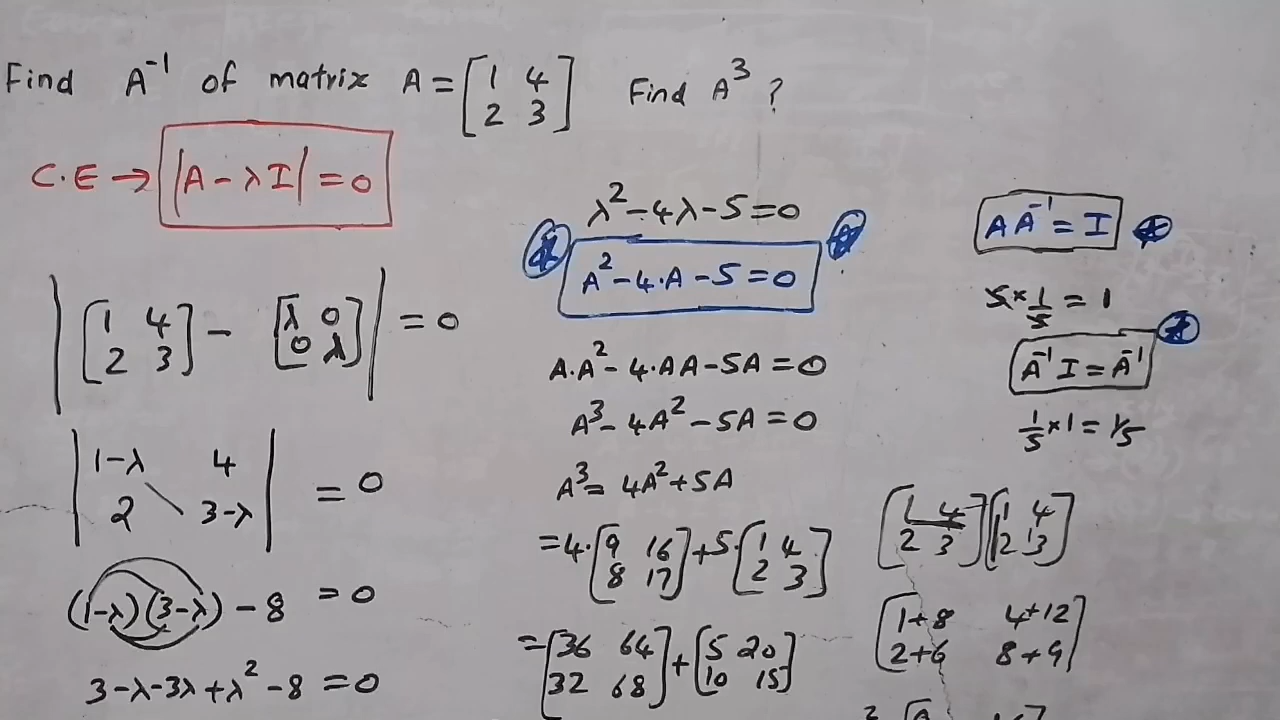 Find A⁻¹ of matrix A = [1 4; 2 3] Find A³ ?
C.E → |A - λI| = 0
|[1 4; 2 3] - [λ 0; 0 λ]| = 0
|1-λ 4; 2 3-λ| = 0
(1-λ)(3-λ) - 8 = 0
3-λ-3λ+λ²-8 = 0
λ²-4λ-5=0
A²-4·A-5=0
A·A²-4·AA-5A=0
A³-4A²-5A=0
A³= 4A²+5A
=4·[9 16; 8 17]+5·[1 4; 2 3]
=[36 64; 32 68]+[5 20; 10 15]
AA⁻¹=I
5×1/5=1
A⁻¹I=A⁻¹
1/5×1=1/5
[1 4; 2 3][1 4; 2 3]
[1+8 4+12; 2+6 8+9]